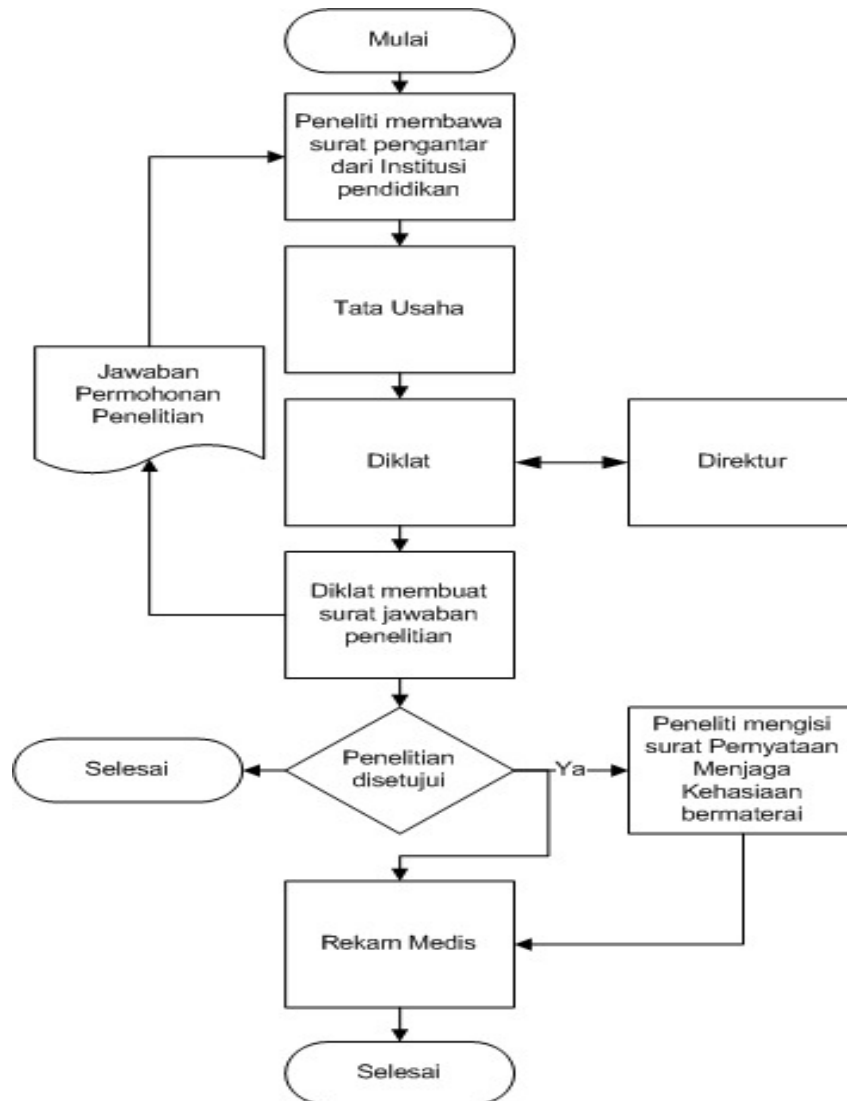 Mulai
Peneliti membawa
surat pengantar
dari Institusi
pendidikan
Tata Usaha
Jawaban
Permohonan
Penelitian
Diklat
Direktur
Diklat membuat
surat jawaban
penelitian
Selesai
Penelitian
disetujui
Ya
Peneliti mengisi
surat Pernyataan
Menjaga
Kehasiaan
bermaterai
Rekam Medis
Selesai